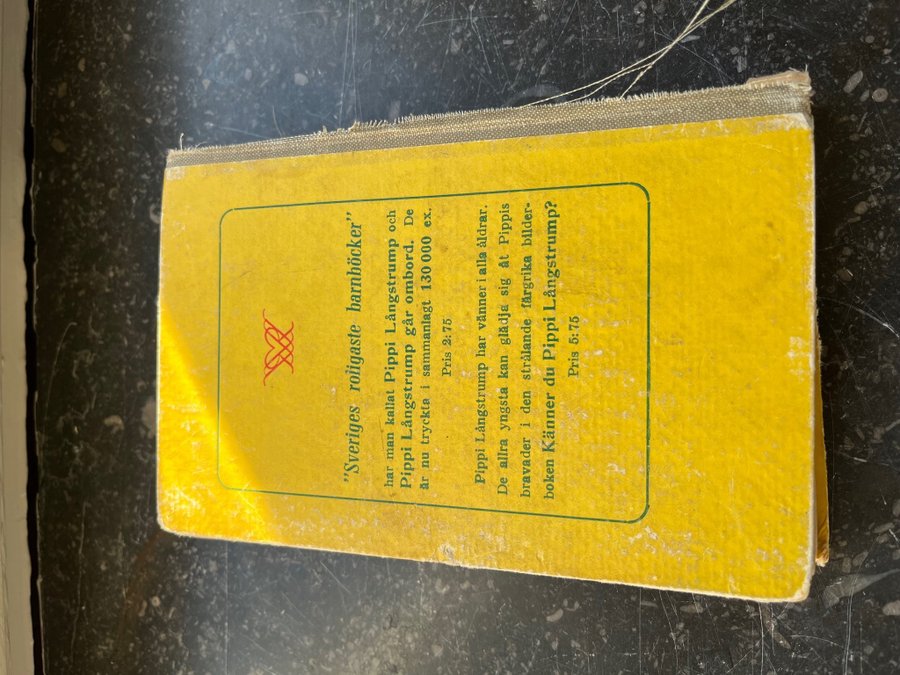 "Sveriges roligaste barnböcker"
har man kallat Pippi Långstrump och
Pippi Långstrump går ombord. De
är nu tryckta i sammanlagt 130 000 ex.
Pris 2:75
Pippi Långstrump har vänner i alla åldrar.
De allra yngsta kan glädja sig åt Pippis
bravader i den strålande färgrika bilder-
boken Känner du Pippi Långstrump?
Pris 5:75